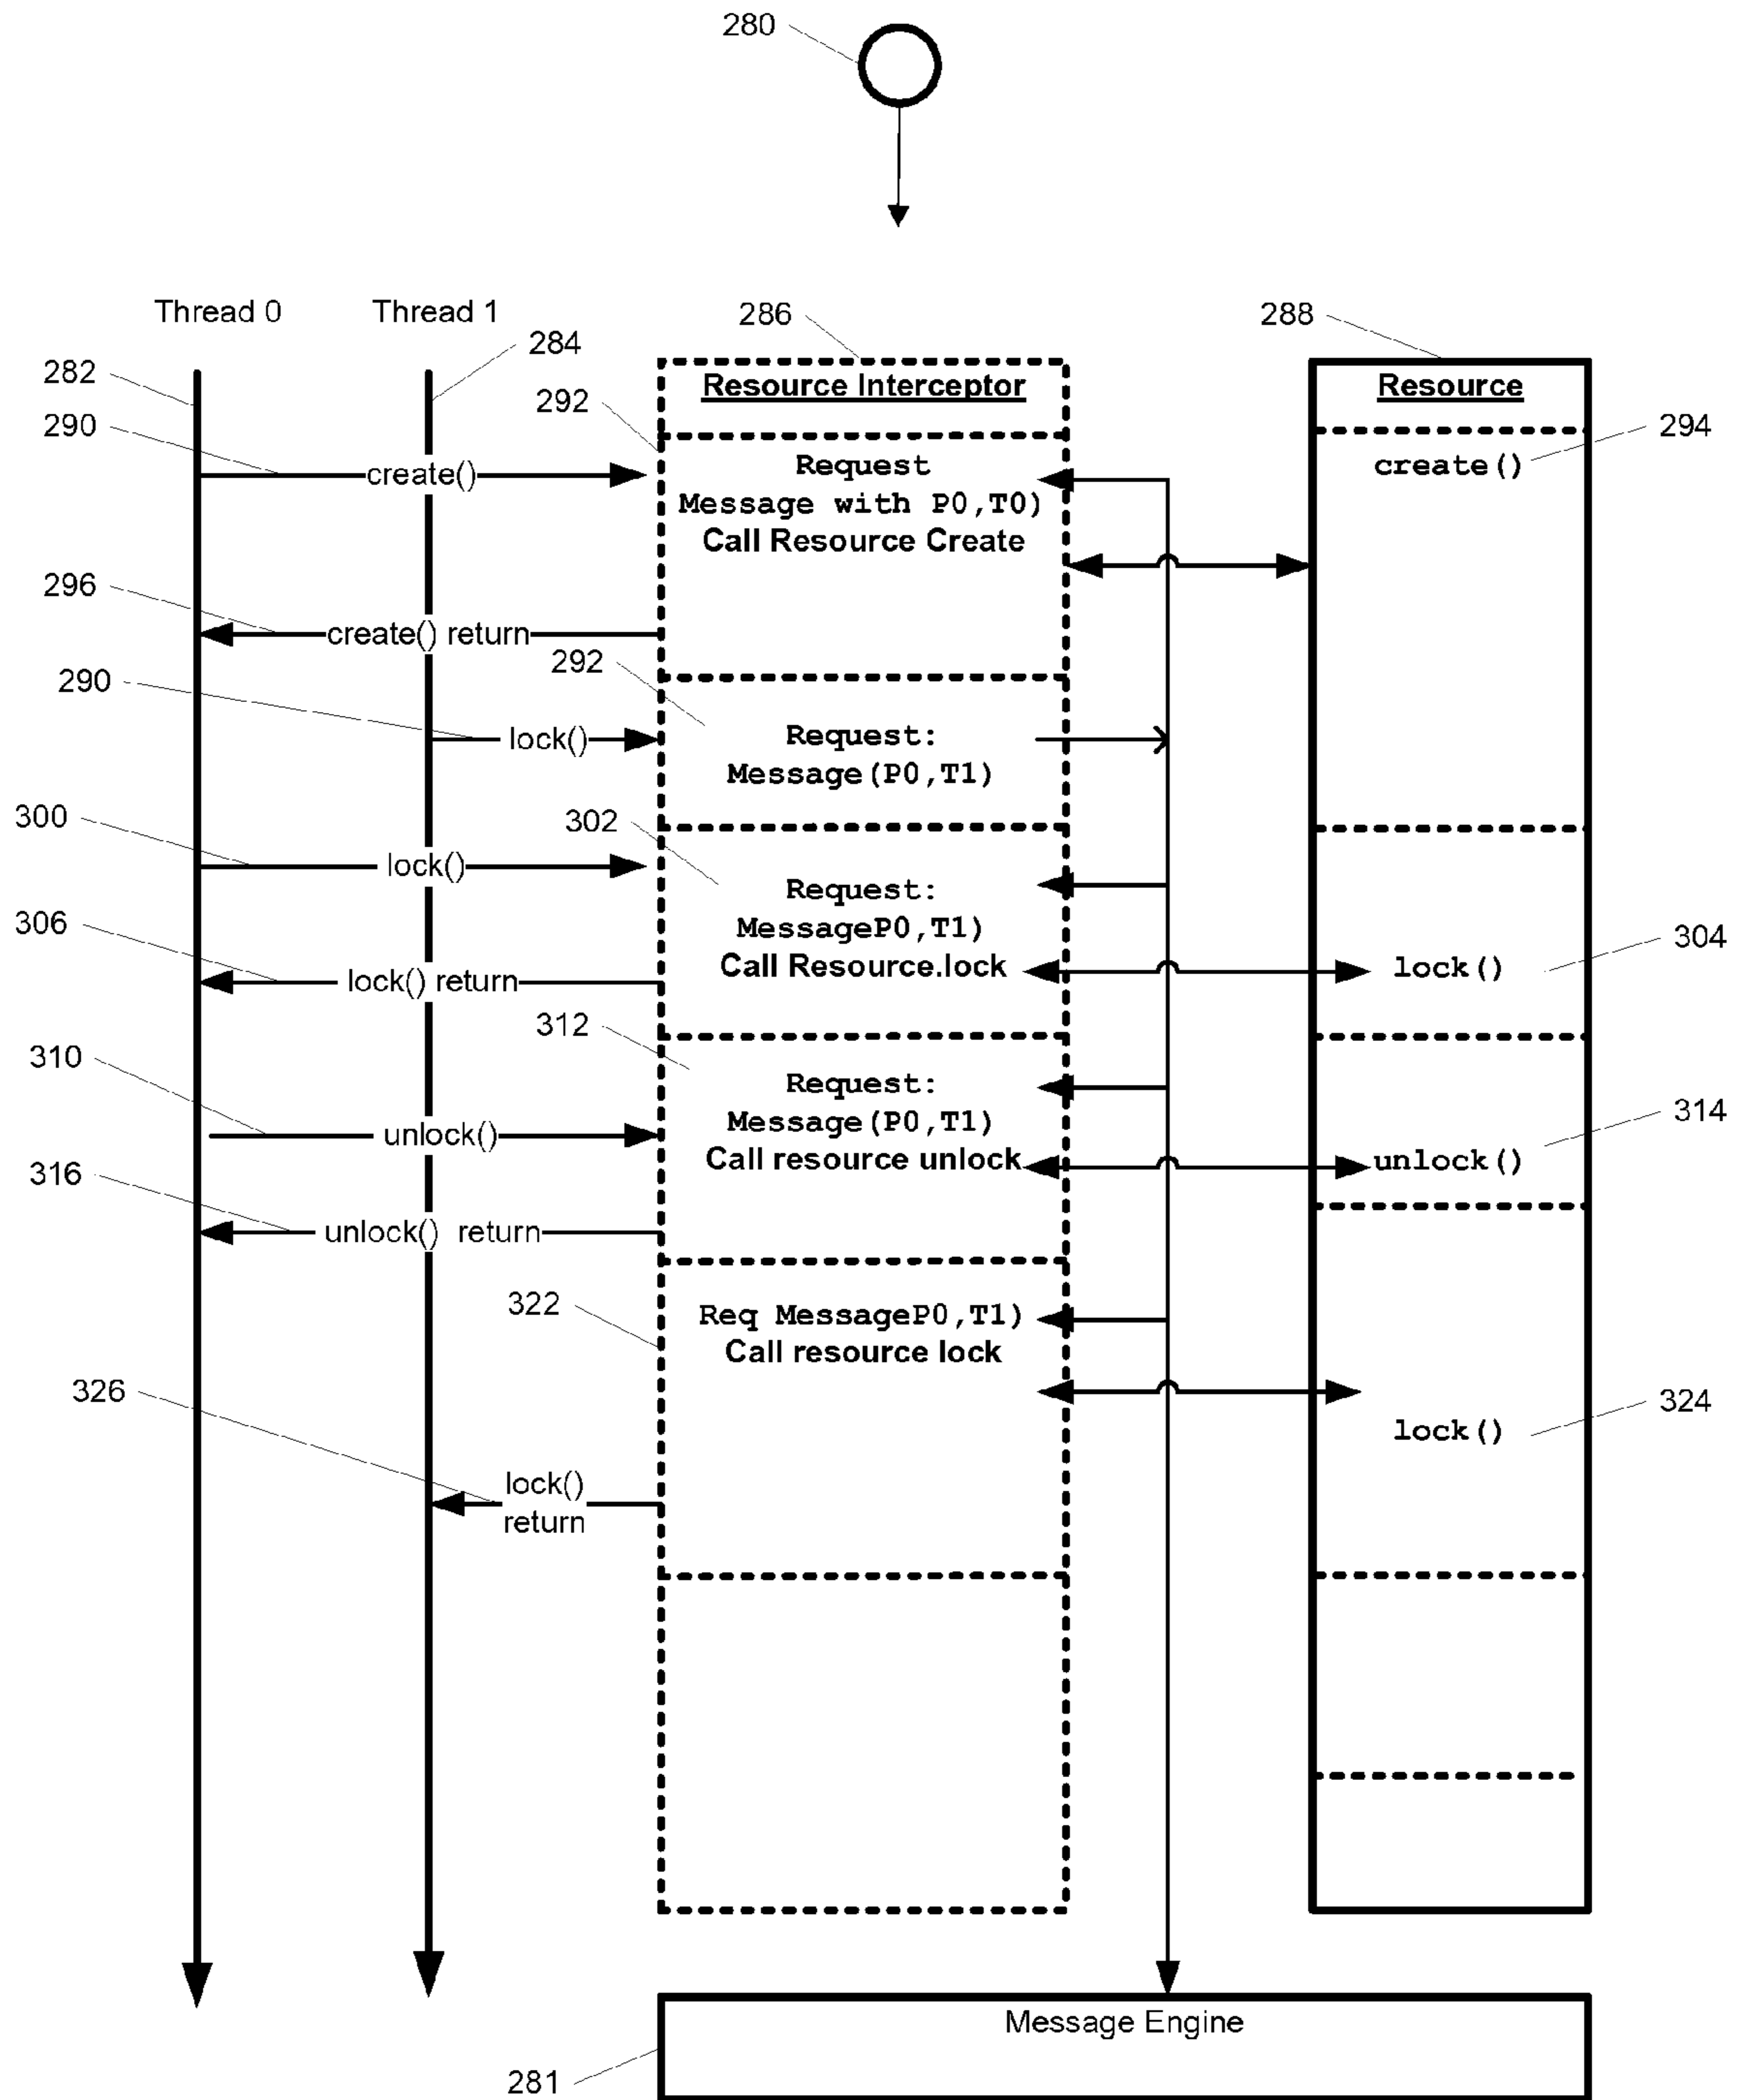 280
Thread 0
Thread 1
286
288
284
282
292
Resource Interceptor
Resource
290
294
create()
Request
Message with P0,T0)
Call Resource Create
create()
296
create() return
292
290
lock()
Request:
Message(P0,T1)
300
302
lock()
Request:
MessageP0,T1)
Call Resource.lock
306
304
lock()
lock() return
312
310
Request:
Message(P0,T1)
Call resource unlock
314
unlock()
unlock()
316
unlock() return
322
Req MessageP0,T1)
Call resource lock
326
324
lock()
lock()
return
Message Engine
281